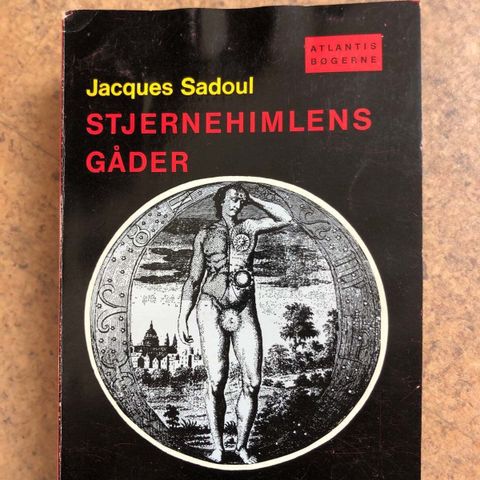 ATLANTIS
BØGERNE
Jacques Sadoul
STJERNEHIMLENS
GÅDER